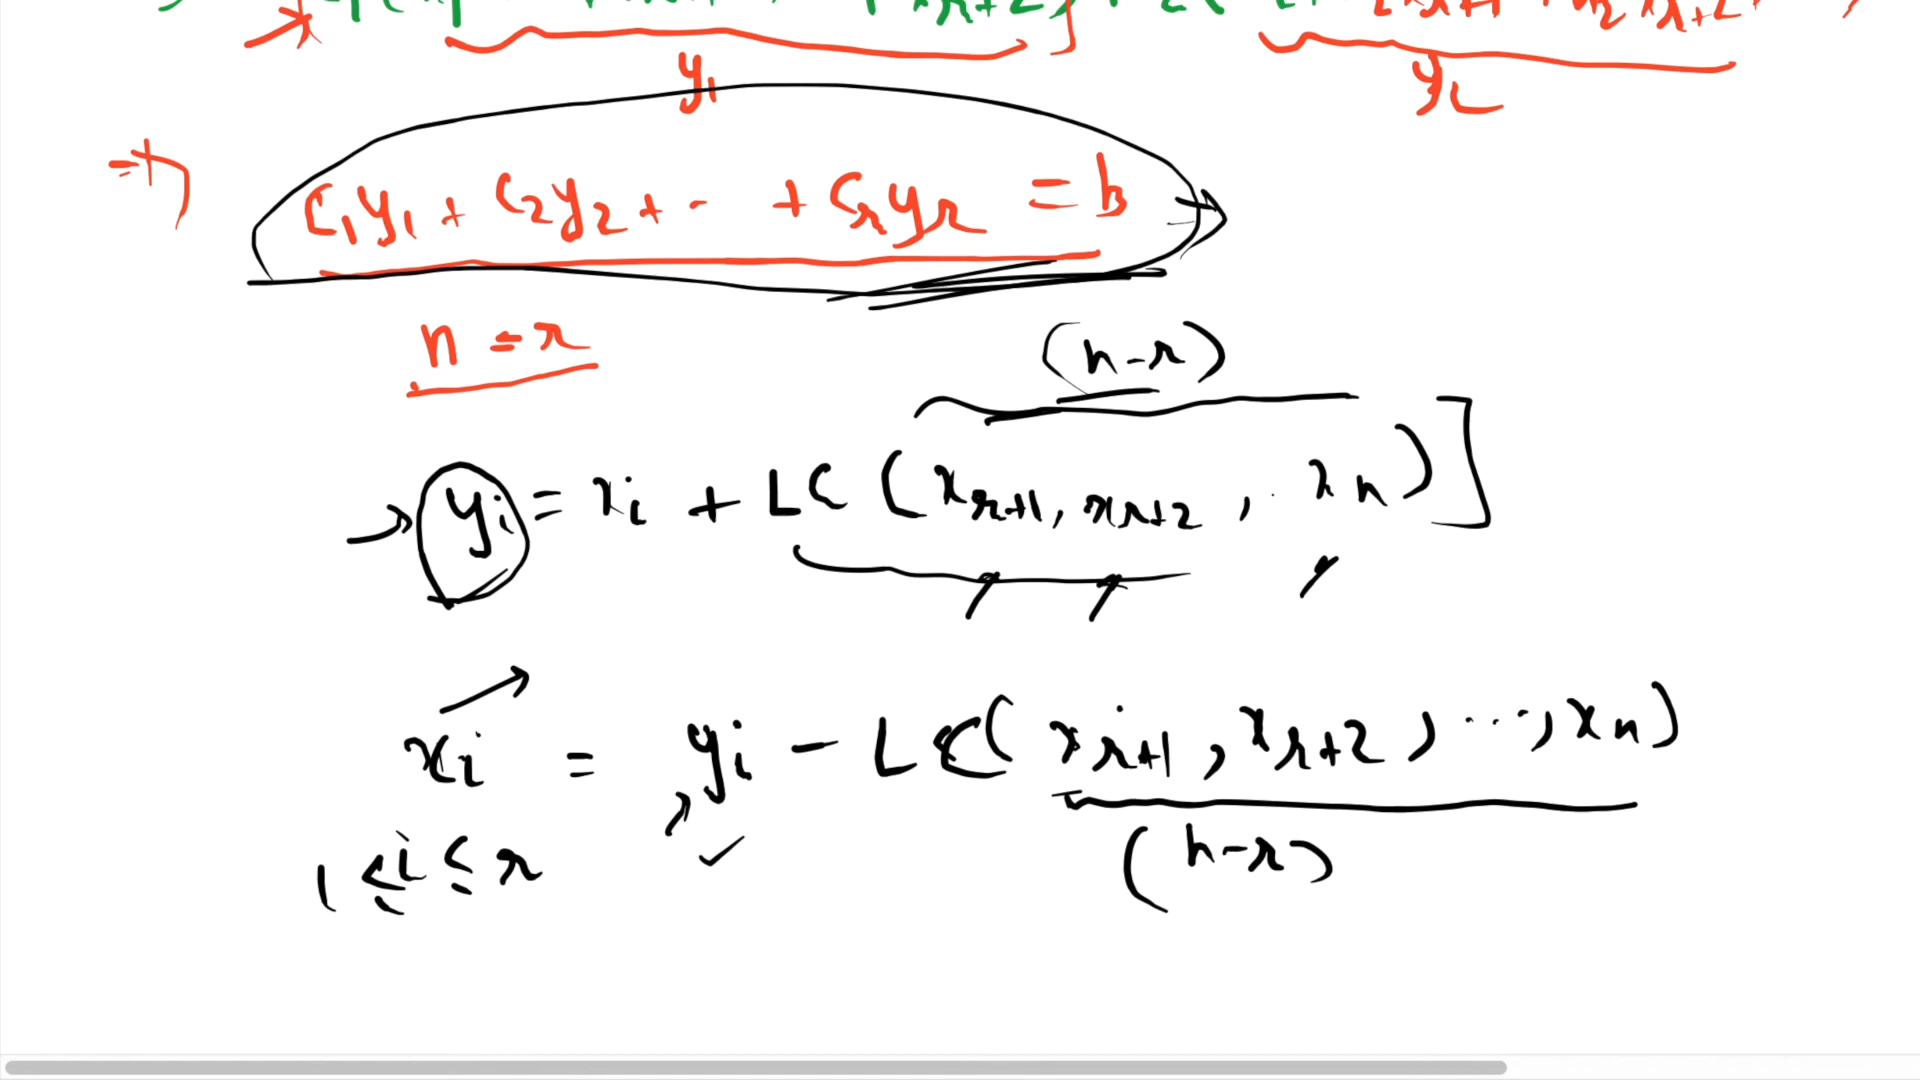 y₁ y₂
⇒ C₁y₁ + C₂y₂ + - + Cᵣyᵣ = b
n = r
(n-r)
yᵢ = xᵢ + LC (xᵣ₊₁, xᵣ₊₂, . xₙ)]
xᵢ = yᵢ - LC( xᵣ₊₁, xᵣ₊₂, ..., xₙ)
1 ≤ i ≤ r (n-r)